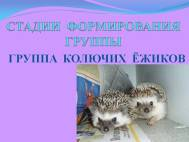 СТАДИИ ФОРМИРОВАНИЯ
ГРУППЫ
ГРУППА КОЛЮЧИХ ЁЖИКОВ